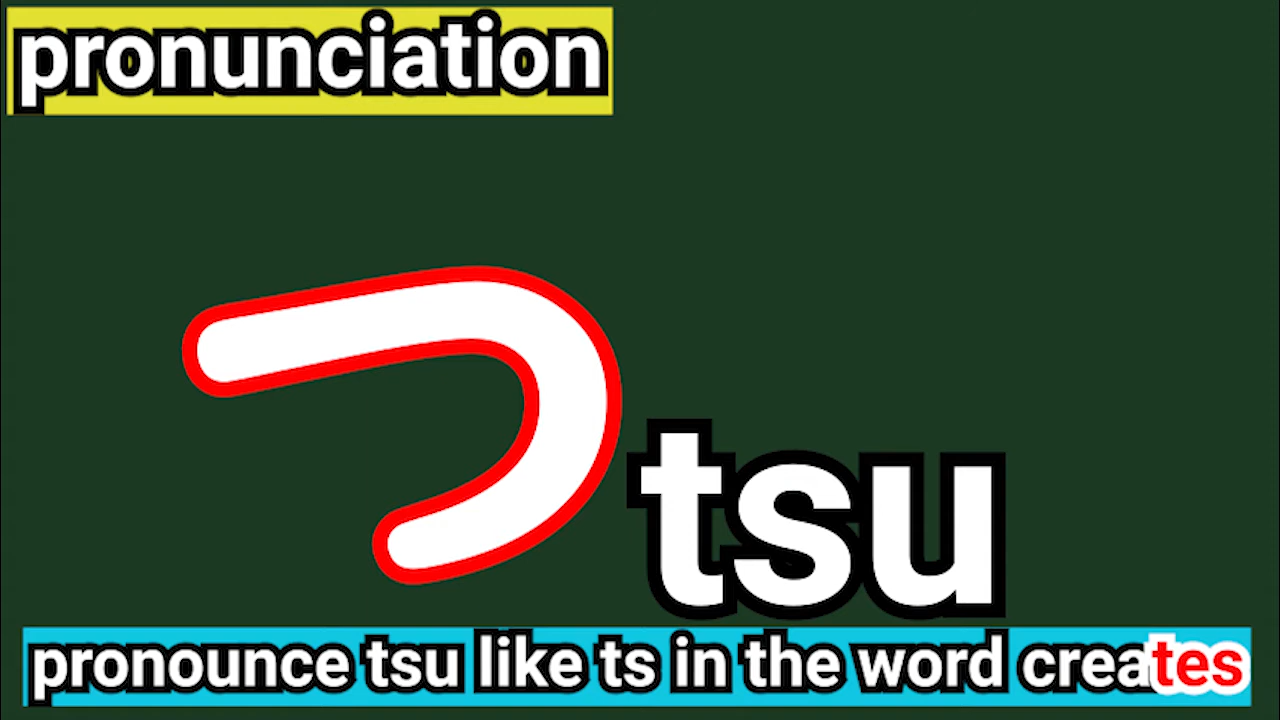 pronunciation
つ tsu
pronounce tsu like ts in the word creates